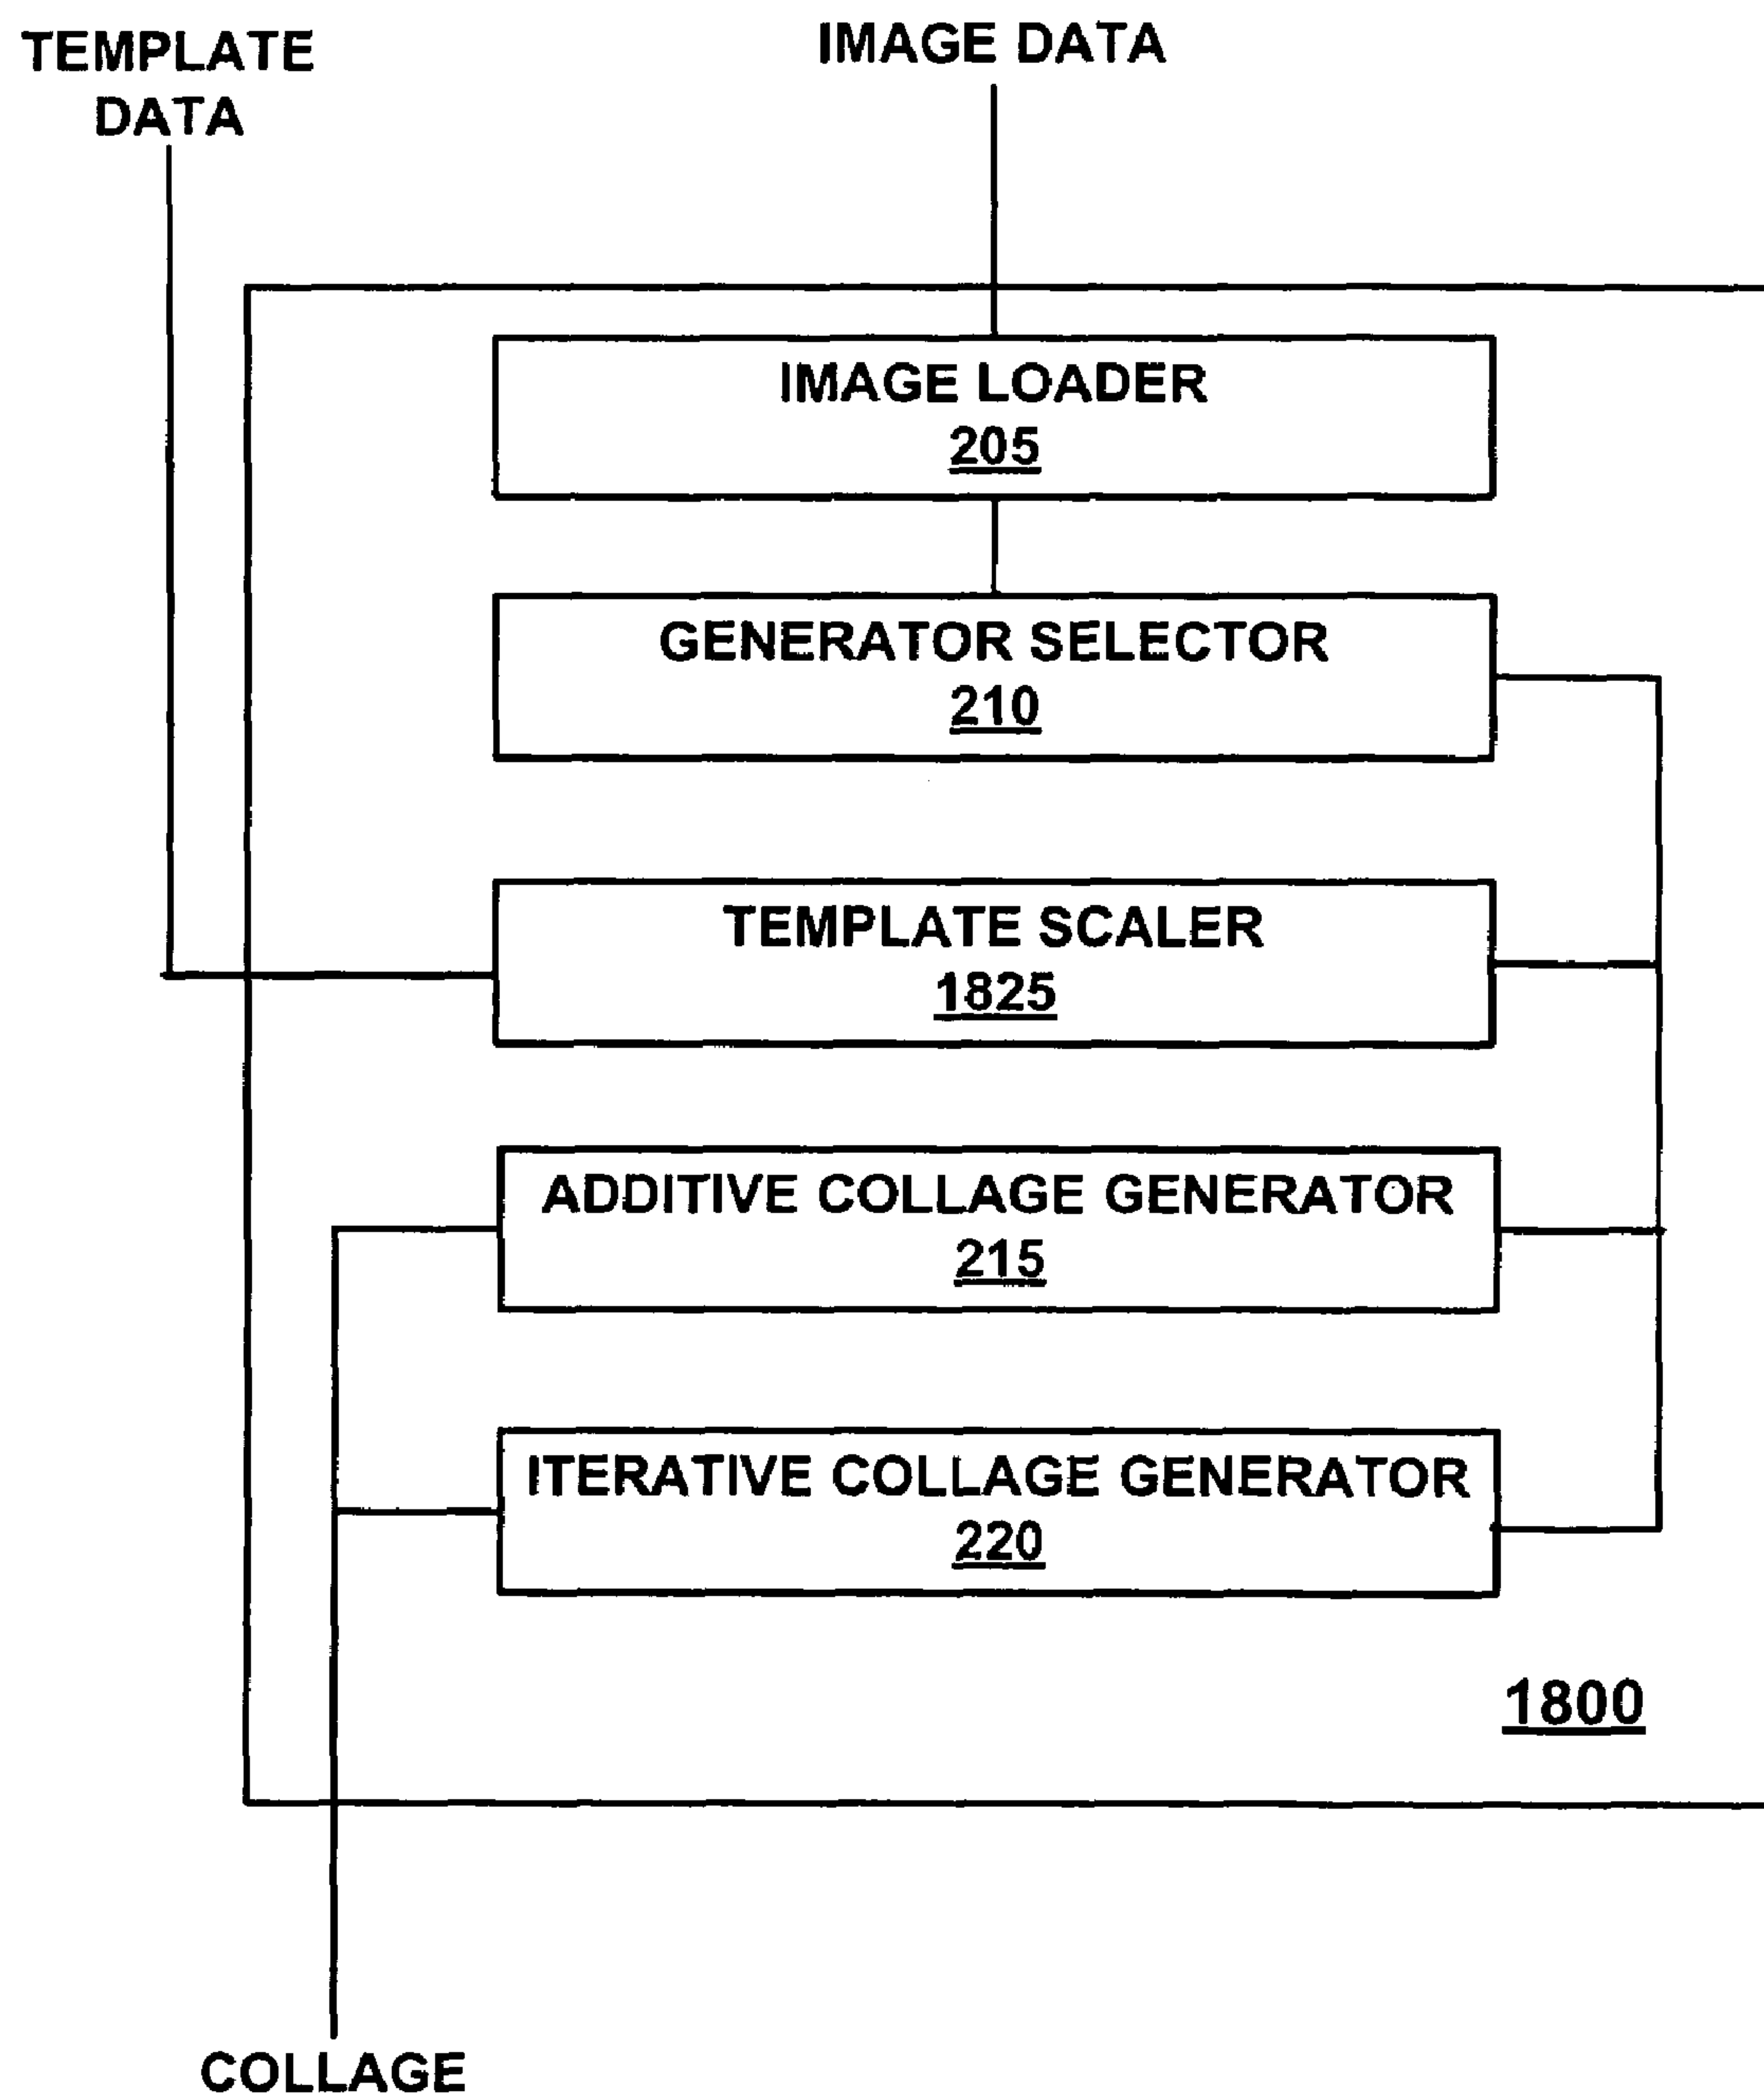 TEMPLATE
DATA
IMAGE DATA
IMAGE LOADER
205
GENERATOR SELECTOR
210
TEMPLATE SCALER
1825
ADDITIVE COLLAGE GENERATOR
215
ITERATIVE COLLAGE GENERATOR
220
1800
COLLAGE